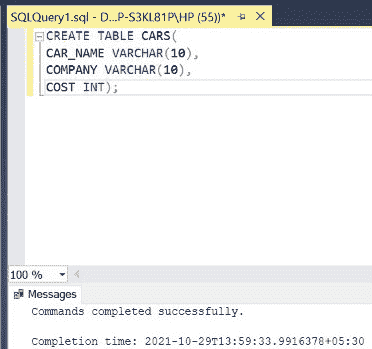 SQLQuery1.sql - D...P-S3KL81P\HP (55))*
CREATE TABLE CARS(
CAR_NAME VARCHAR(10),
COMPANY VARCHAR(10),
COST INT);
100 %
Messages
Commands completed successfully.
Completion time: 2021-10-29T13:59:33.9916378+05:30